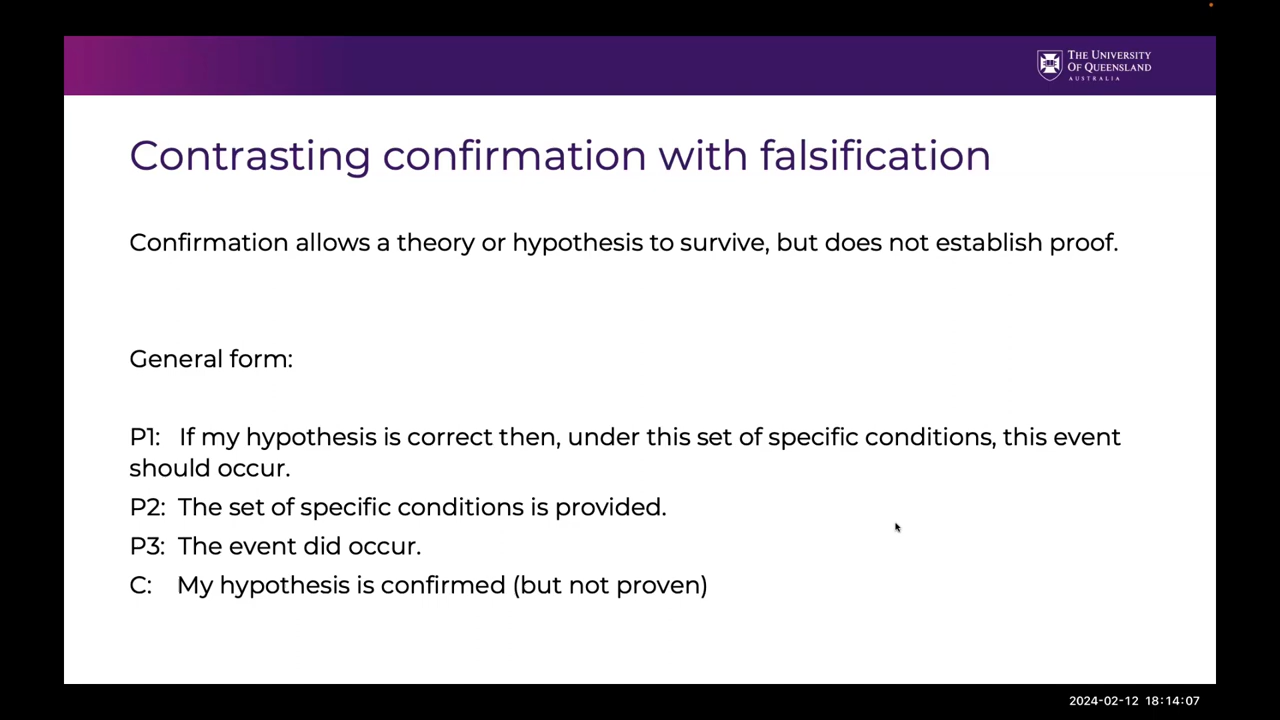 THE UNIVERSITY
OF QUEENSLAND
AUSTRALIA
Contrasting confirmation with falsification
Confirmation allows a theory or hypothesis to survive, but does not establish proof.
General form:
P1: If my hypothesis is correct then, under this set of specific conditions, this event
should occur.
P2: The set of specific conditions is provided.
P3: The event did occur.
C: My hypothesis is confirmed (but not proven)
2024-02-12 18:14:07